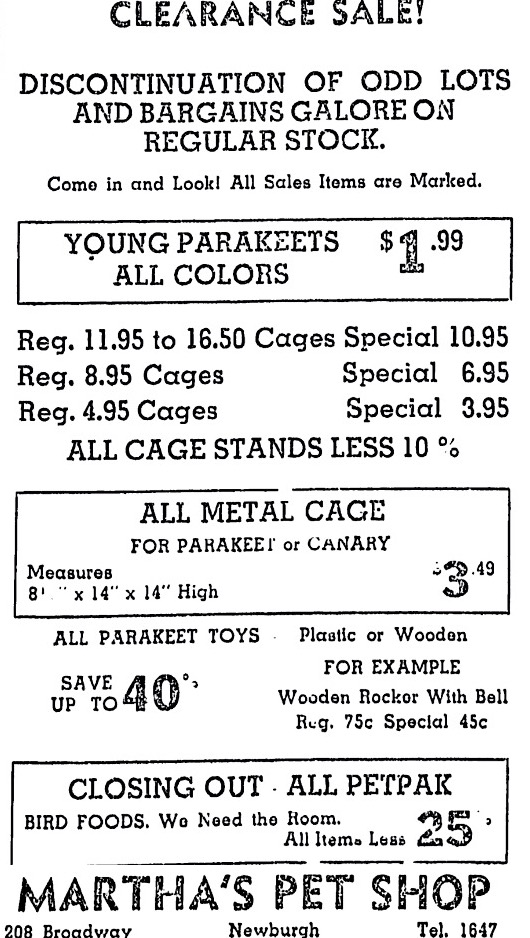 CLEARANCE SALE!
DISCONTINUATION OF ODD LOTS
AND BARGAINS GALORE ON
REGULAR STOCK.
Come in and Look! All Sales Items are Marked.
YOUNG PARAKEETS $1.99
ALL COLORS
Reg. 11.95 to 16.50 Cages Special 10.95
Reg. 8.95 Cages Special 6.95
Reg. 4.95 Cages Special 3.95
ALL CAGE STANDS LESS 10 %
ALL METAL CAGE
FOR PARAKEET or CANARY
Measures $3.49
x 14" x 14" High
ALL PARAKEET TOYS - Plastic or Wooden
SAVE UP TO 40%
FOR EXAMPLE
Wooden Rocker With Bell
Reg. 75c Special 45c
CLOSING OUT - ALL PETPAK
BIRD FOODS. We Need the Room.
All Items Less 25%
MARTHA'S PET SHOP
208 Broadway Newburgh Tel. 1647